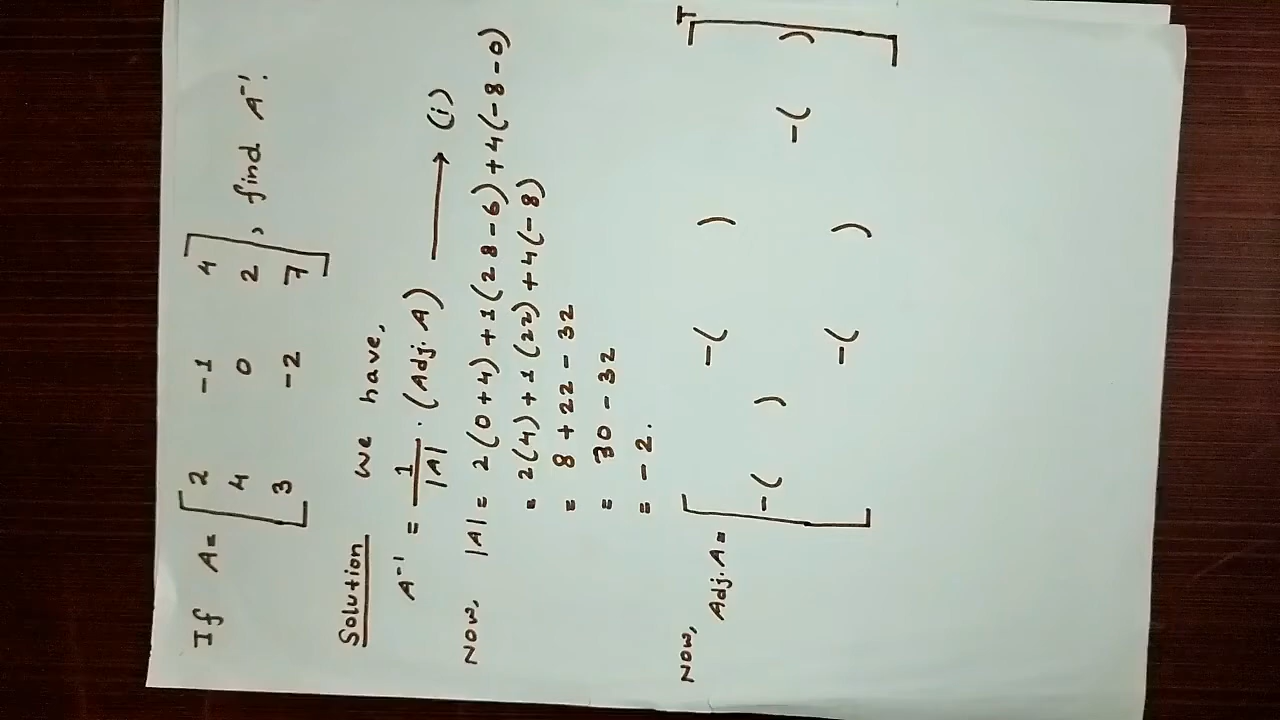 If A = [ 2 -1 4
4 0 2
3 -2 7 ], find A⁻¹.
Solution We have,
A⁻¹ = 1/|A| . (Adj. A) ⟶ (i)
Now, |A| = 2(0+4)+1(28-6)+4(-8-0)
= 2(4)+1(22)+4(-8)
= 8+22-32
= 30-32
= -2.
Now,
Adj. A = [ -( )
-( ) -( )
-( ) ]ᵀ